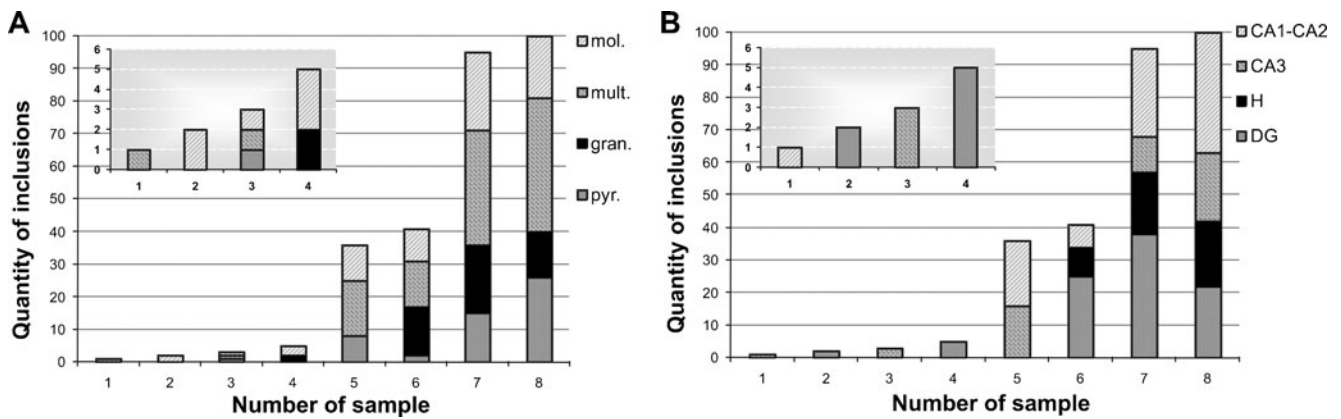 A
Quantity of inclusions
100
90
80
70
60
50
40
30
20
10
0
6
5
4
3
2
1
0
1 2 3 4
mol.
mult.
gran.
pyr.
1 2 3 4 5 6 7 8
Number of sample
B
Quantity of inclusions
100
90
80
70
60
50
40
30
20
10
0
6
5
4
3
2
1
0
1 2 3 4
CA1-CA2
CA3
H
DG
1 2 3 4 5 6 7 8
Number of sample